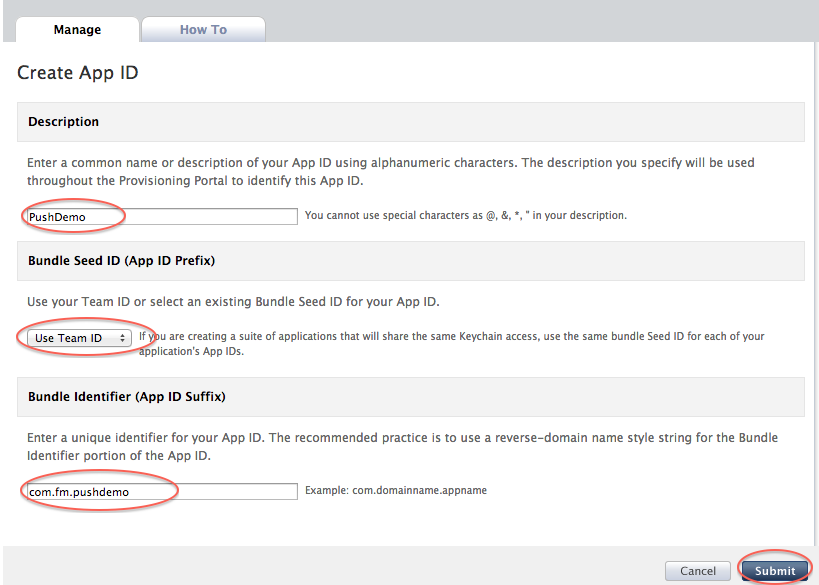 Manage
How To
Create App ID
Description
Enter a common name or description of your App ID using alphanumeric characters. The description you specify will be used
throughout the Provisioning Portal to identify this App ID.
PushDemo
You cannot use special characters as @, &, *, " in your description.
Bundle Seed ID (App ID Prefix)
Use your Team ID or select an existing Bundle Seed ID for your App ID.
Use Team ID
If you are creating a suite of applications that will share the same Keychain access, use the same bundle Seed ID for each of your
application's App IDs.
Bundle Identifier (App ID Suffix)
Enter a unique identifier for your App ID. The recommended practice is to use a reverse-domain name style string for the Bundle
Identifier portion of the App ID.
com.fm.pushdemo
Example: com.domainname.appname
Cancel
Submit